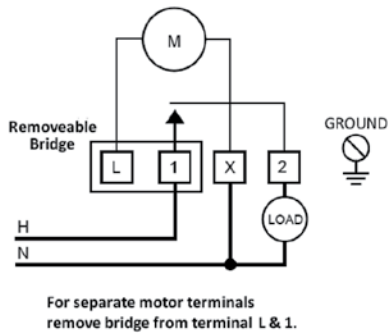 M
Removeable
Bridge
GROUND
L 1 X 2
LOAD
H
N
For separate motor terminals
remove bridge from terminal L & 1.